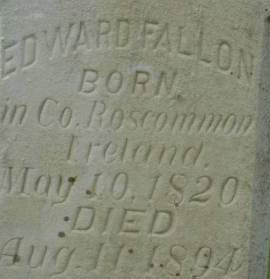 EDWARD FALLON
BORN
in Co. Roscommon
Ireland.
May 10, 1820
DIED
Aug. 11, 1894